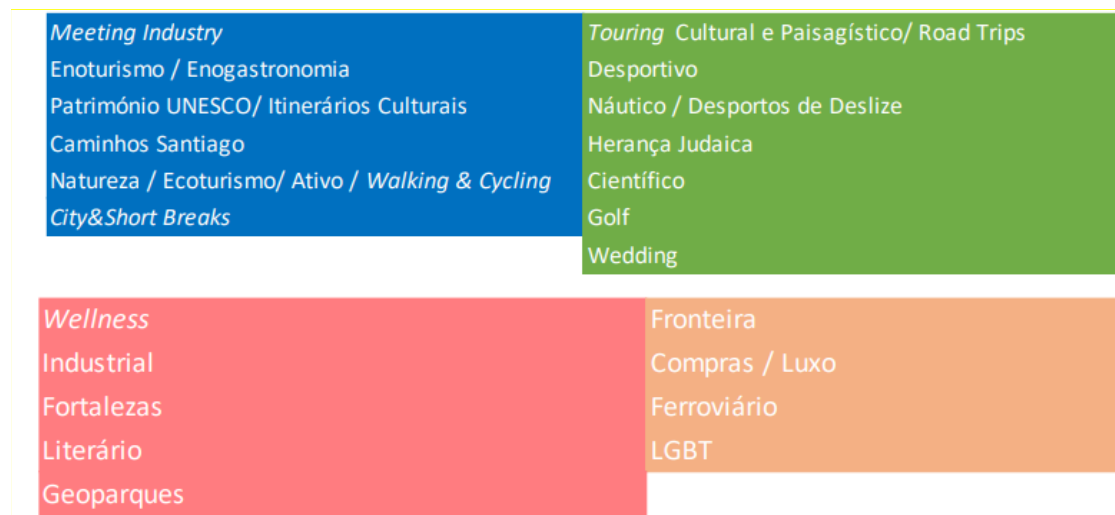 Meeting Industry
Enoturismo / Enogastronomia
Património UNESCO/ Itinerários Culturais
Caminhos Santiago
Natureza / Ecoturismo/ Ativo / Walking & Cycling
City&Short Breaks
Touring Cultural e Paisagístico/ Road Trips
Desportivo
Náutico / Desportos de Deslize
Herança Judaica
Científico
Golf
Wedding
Wellness
Industrial
Fortalezas
Literário
Geoparques
Fronteira
Compras / Luxo
Ferroviário
LGBT